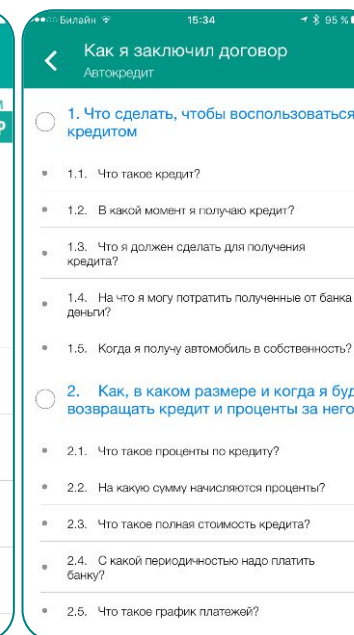 Билайн 15:34 95 %
Как я заключил договор
Автокредит
1. Что сделать, чтобы воспользоваться
кредитом
1.1. Что такое кредит?
1.2. В какой момент я получаю кредит?
1.3. Что я должен сделать для получения
кредита?
1.4. На что я могу потратить полученные от банка
деньги?
1.5. Когда я получу автомобиль в собственность?
2. Как, в каком размере и когда я буд
возвращать кредит и проценты за него
2.1. Что такое проценты по кредиту?
2.2. На какую сумму начисляются проценты?
2.3. Что такое полная стоимость кредита?
2.4. С какой периодичностью надо платить
банку?
2.5. Что такое график платежей?